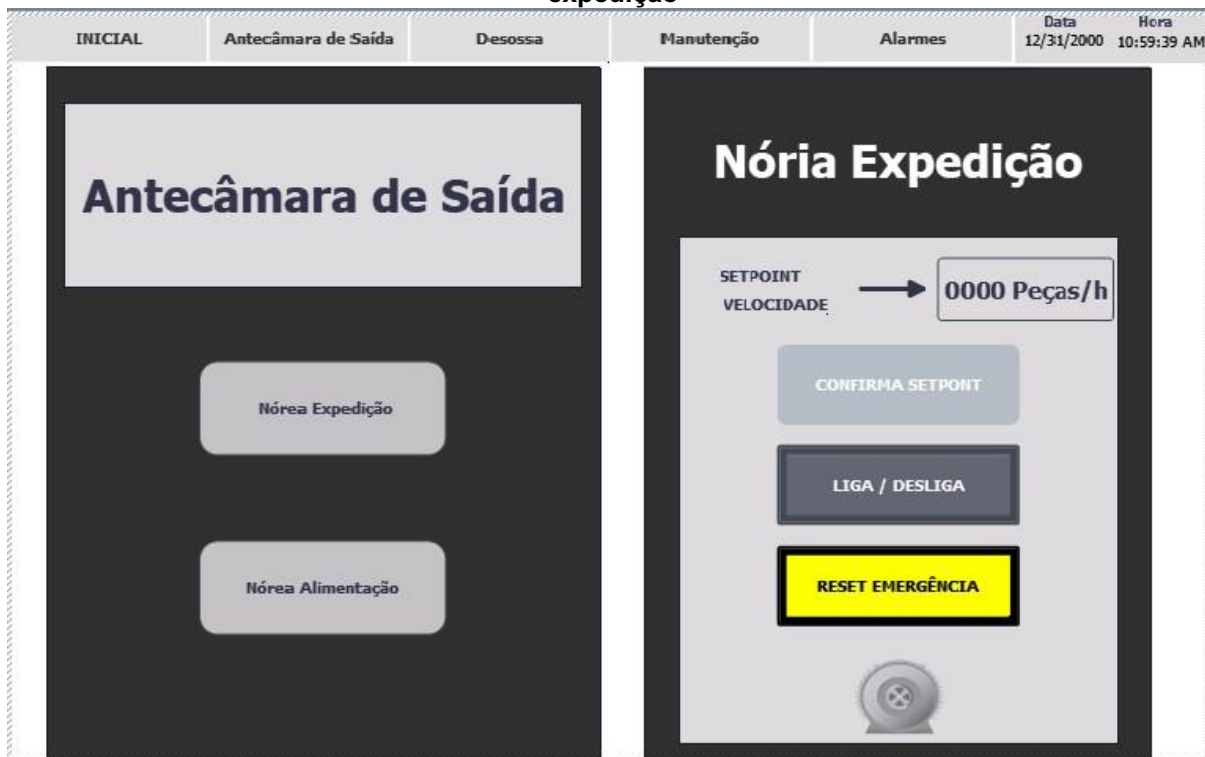 expedição
INICIAL
Antecâmara de Saída
Desossa
Manutenção
Alarmes
Data
12/31/2000
Hora
10:59:39 AM
Antecâmara de Saída
Nórea Expedição
Nórea Alimentação
Nória Expedição
SETPOINT
VELOCIDADE
0000 Peças/h
CONFIRMA SETPONT
LIGA / DESLIGA
RESET EMERGÊNCIA